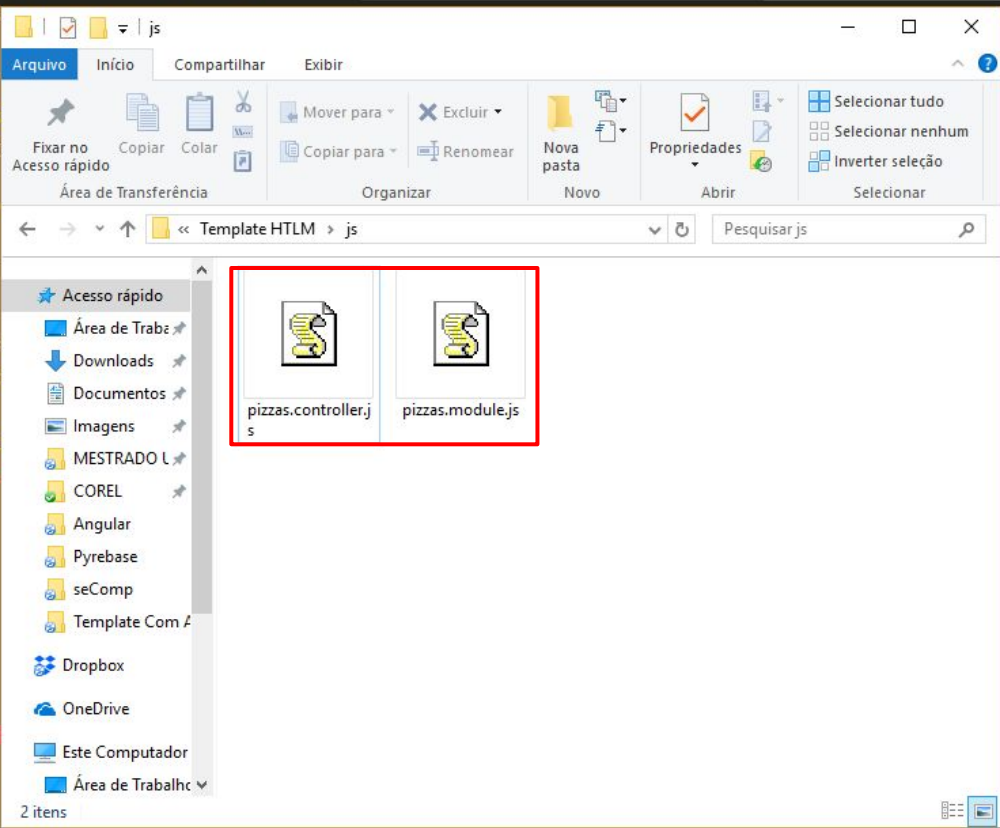 js
Arquivo Início Compartilhar Exibir
Mover para Excluir Selecionar tudo
Selecionar nenhum
Fixar no Copiar Colar Copiar para Renomear Nova Propriedades
Acesso rápido pasta Inverter seleção
Área de Transferência Organizar Novo Abrir Selecionar
« Template HTLM › js Pesquisar js
Acesso rápido
Área de Traba
Downloads
Documentos
Imagens
MESTRADO U
COREL
Angular
Pyrebase
seComp
Template Com A
Dropbox
OneDrive
Este Computador
Área de Trabalho
pizzas.controller.j
s
pizzas.module.js
2 itens